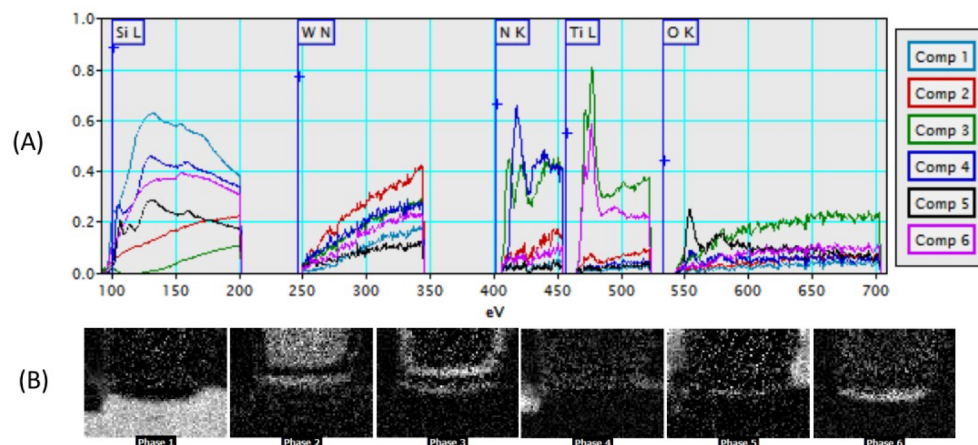 (A)
1.0
0.8
0.6
0.4
0.2
0.0
Si L
W N
N K
Ti L
O K
100
150
200
250
300
350
400
450
500
550
600
650
700
eV
Comp 1
Comp 2
Comp 3
Comp 4
Comp 5
Comp 6
(B)
Phase 1
Phase 2
Phase 3
Phase 4
Phase 5
Phase 6